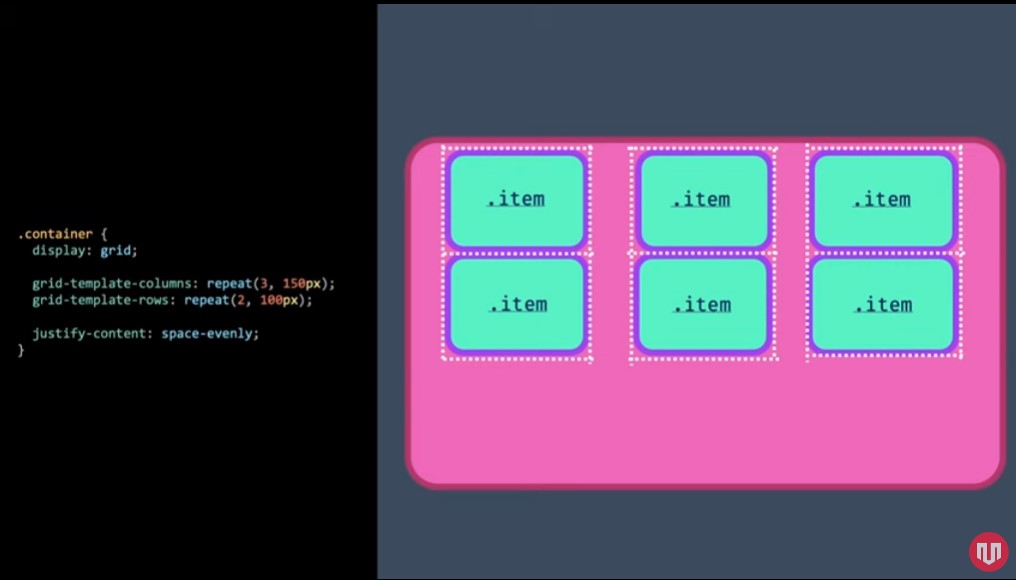 .container {
display: grid;
grid-template-columns: repeat(3, 150px);
grid-template-rows: repeat(2, 100px);
justify-content: space-evenly;
}
.item
.item
.item
.item
.item
.item